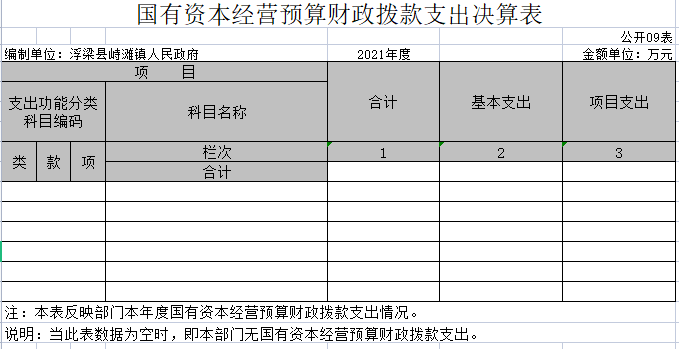 国有资本经营预算财政拨款支出决算表
公开09表
编制单位：浮梁县峙滩镇人民政府 2021年度 金额单位：万元
项 目 合计 基本支出 项目支出
支出功能分类科目编码 科目名称
类 款 项 栏次 1 2 3
合计
注：本表反映部门本年度国有资本经营预算财政拨款支出情况。
说明：当此表数据为空时，即本部门无国有资本经营预算财政拨款支出。